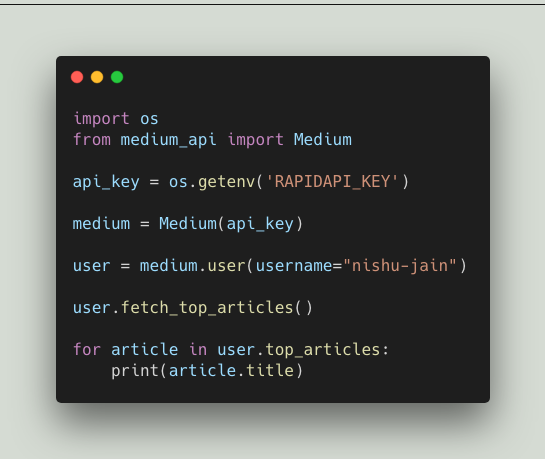 import os
from medium_api import Medium
api_key = os.getenv('RAPIDAPI_KEY')
medium = Medium(api_key)
user = medium.user(username="nishu-jain")
user.fetch_top_articles()
for article in user.top_articles:
    print(article.title)